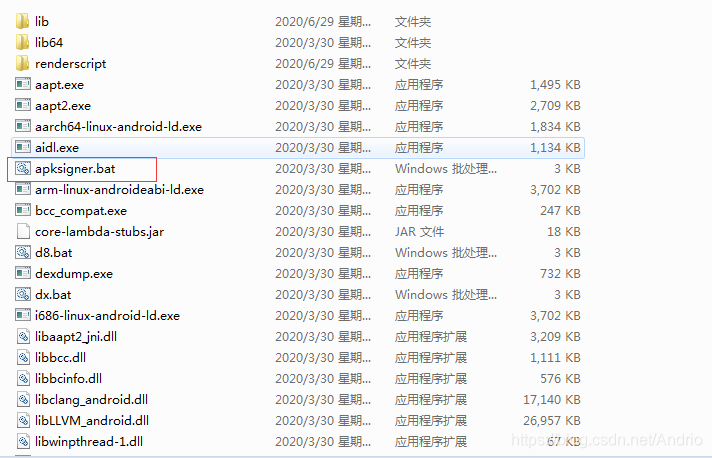 lib 2020/6/29 星期... 文件夹
lib64 2020/3/30 星期... 文件夹
renderscript 2020/6/29 星期... 文件夹
aapt.exe 2020/3/30 星期... 应用程序 1,495 KB
aapt2.exe 2020/3/30 星期... 应用程序 2,709 KB
aarch64-linux-android-ld.exe 2020/3/30 星期... 应用程序 1,834 KB
aidl.exe 2020/3/30 星期... 应用程序 1,134 KB
apksigner.bat 2020/3/30 星期... Windows 批处理... 3 KB
arm-linux-androideabi-ld.exe 2020/3/30 星期... 应用程序 3,702 KB
bcc_compat.exe 2020/3/30 星期... 应用程序 247 KB
core-lambda-stubs.jar 2020/3/30 星期... JAR 文件 18 KB
d8.bat 2020/3/30 星期... Windows 批处理... 3 KB
dexdump.exe 2020/3/30 星期... 应用程序 732 KB
dx.bat 2020/3/30 星期... Windows 批处理... 3 KB
i686-linux-android-ld.exe 2020/3/30 星期... 应用程序 3,702 KB
libaapt2_jni.dll 2020/3/30 星期... 应用程序扩展 3,209 KB
libbcc.dll 2020/3/30 星期... 应用程序扩展 1,111 KB
libbcinfo.dll 2020/3/30 星期... 应用程序扩展 576 KB
libclang_android.dll 2020/3/30 星期... 应用程序扩展 17,140 KB
libLLVM_android.dll 2020/3/30 星期... 应用程序扩展 26,957 KB
libwinpthread-1.dll 2020/3/30 星期... 应用程序扩展 67 KB
https://blog.csdn.net/Andrio